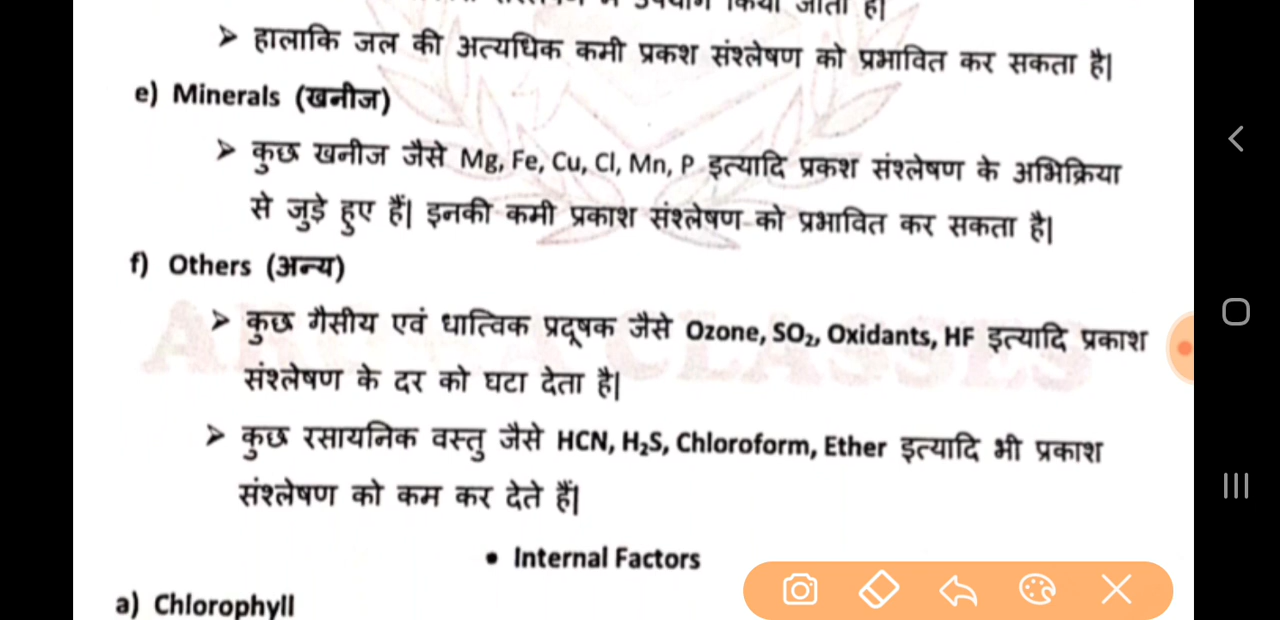 किया जाता है|
➤ हालाकि जल की अत्यधिक कमी प्रकश संश्लेषण को प्रभावित कर सकता है|
e) Minerals (खनीज)
➤ कुछ खनीज जैसे Mg, Fe, Cu, Cl, Mn, P इत्यादि प्रकश संश्लेषण के अभिक्रिया
से जुड़े हुए हैं| इनकी कमी प्रकाश संश्लेषण को प्रभावित कर सकता है|
f) Others (अन्य)
➤ कुछ गैसीय एवं धात्विक प्रदूषक जैसे Ozone, SO₂, Oxidants, HF इत्यादि प्रकाश
संश्लेषण के दर को घटा देता है|
➤ कुछ रसायनिक वस्तु जैसे HCN, H₂S, Chloroform, Ether इत्यादि भी प्रकाश
संश्लेषण को कम कर देते हैं|
• Internal Factors
a) Chlorophyll